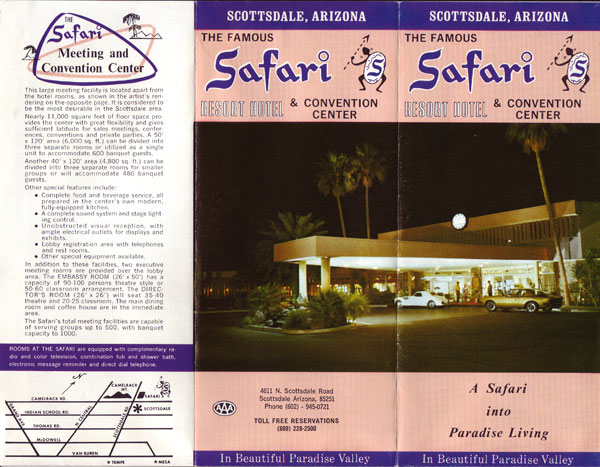 THE
Safari
Meeting and
Convention Center
This large meeting facility is located apart from
the hotel rooms, as shown in the artist's ren-
dering on the opposite page. It is considered to
be the most desirable in the Scottsdale area.
Nearly 11,000 square feet of floor space pro-
vides the center with great flexibility and gives
sufficient latitude for sales meetings, confer-
ences, conventions and private parties. A 50'
x 120' area (6,000 sq. ft.) can be divided into
three separate rooms or utilized as a single
unit to accommodate 600 banquet guests.
Another 40' x 120' area (4,800 sq. ft.) can be
divided into three separate rooms for smaller
groups or will accommodate 480 banquet
guests.
Other special features include:
• Complete food and beverage service, all
prepared in the center's own modern,
fully-equipped kitchen.
• A complete sound system and stage light-
ing control.
• Unobstructed visual reception, with
ample electrical outlets for displays and
exhibits.
• Lobby registration area with telephones
and rest rooms.
• Other special equipment available.
In addition to these facilities, two executive
meeting rooms are provided over the lobby
area. The EMBASSY ROOM (26' x 50') has a
capacity of 90-100 persons theatre style or
50-60 classroom arrangement. The DIREC-
TOR'S ROOM (26' x 26') will seat 35-40
theatre and 20-25 classroom. The main dining
room and coffee house are in the immediate
area.
The Safari's total meeting facilities are capable
of serving groups up to 500, with banquet
capacity to 1000.
ROOMS AT THE SAFARI are equipped with complimentary ra-
dio and color television, combination tub and shower bath,
electronic message reminder and direct dial telephone.
CAMELBACK RD.
CAMELBACK
MT.
SAFARI
INDIAN SCHOOL RD.
SCOTTSDALE
THOMAS RD.
McDOWELL
VAN BUREN
GRAND AVE
N. CENTRAL
SCOTTSDALE RD.
TEMPE
MESA
SCOTTSDALE, ARIZONA
THE FAMOUS
Safari
S
RESORT HOTEL & CONVENTION
CENTER
4611 N. Scottsdale Road
Scottsdale Arizona, 85251
Phone (602) - 945-0721
AAA
TOLL FREE RESERVATIONS
(800) 228-2500
In Beautiful Paradise Valley
SCOTTSDALE, ARIZONA
THE FAMOUS
Safari
S
RESORT HOTEL & CONVENTION
CENTER
A Safari
into
Paradise Living
In Beautiful Paradise Valley